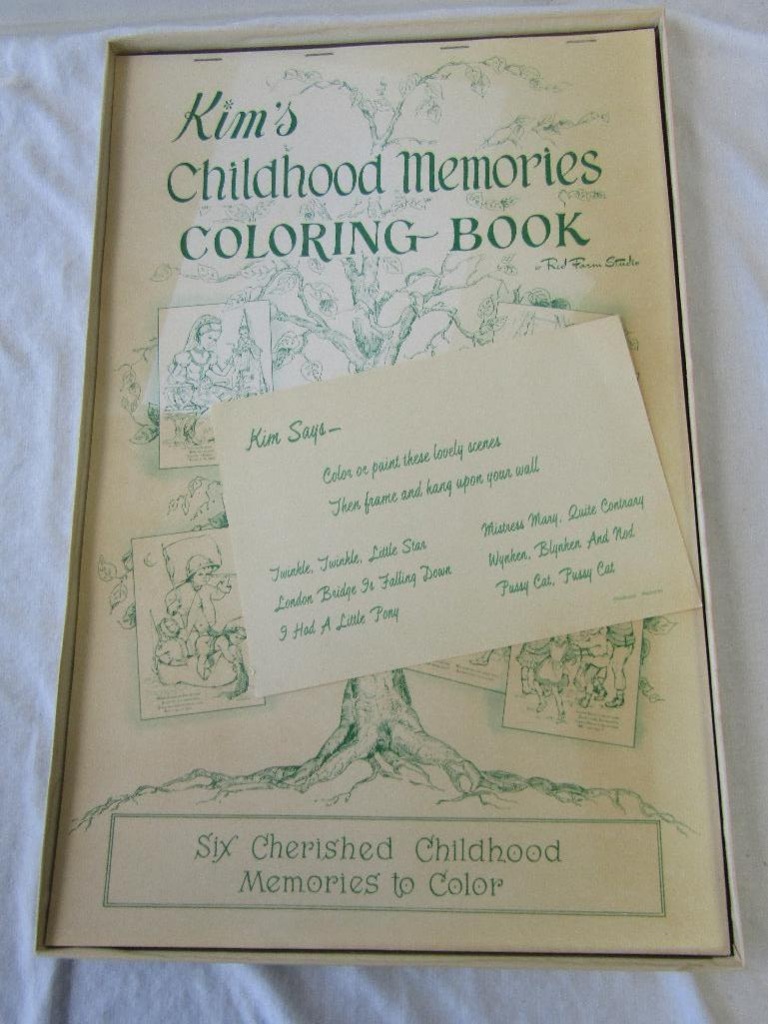 Kim's
Childhood Memories
COLORING BOOK
Red Farm Studio
Kim Says—
Color or paint these lovely scenes
Then frame and hang upon your wall
Twinkle, Twinkle, Little Star
London Bridge Is Falling Down
I Had A Little Pony
Mistress Mary, Quite Contrary
Wynken, Blynken And Nod
Pussy Cat, Pussy Cat
Six Cherished Childhood
Memories to Color